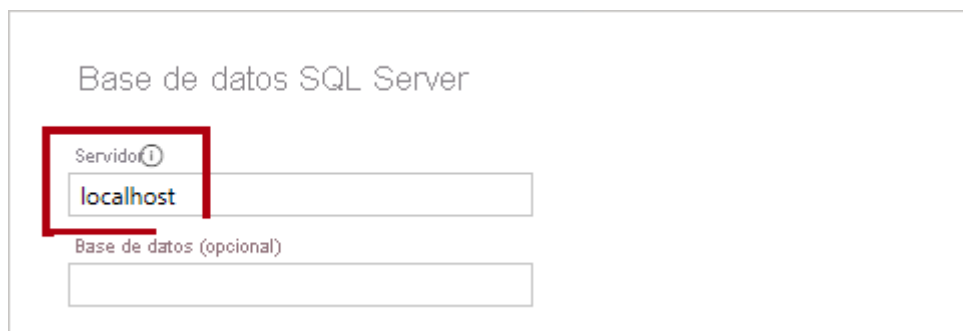 Base de datos SQL Server
Servidor
localhost
Base de datos (opcional)